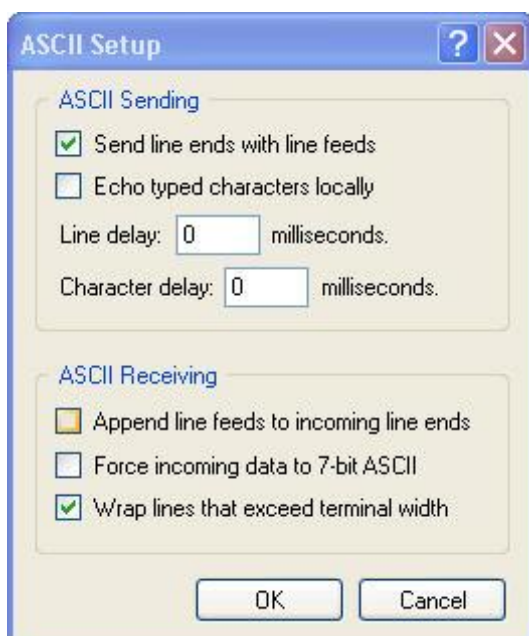 ASCII Setup
?
ASCII Sending
Send line ends with line feeds
Echo typed characters locally
Line delay: 0 milliseconds.
Character delay: 0 milliseconds.
ASCII Receiving
Append line feeds to incoming line ends
Force incoming data to 7-bit ASCII
Wrap lines that exceed terminal width
OK Cancel